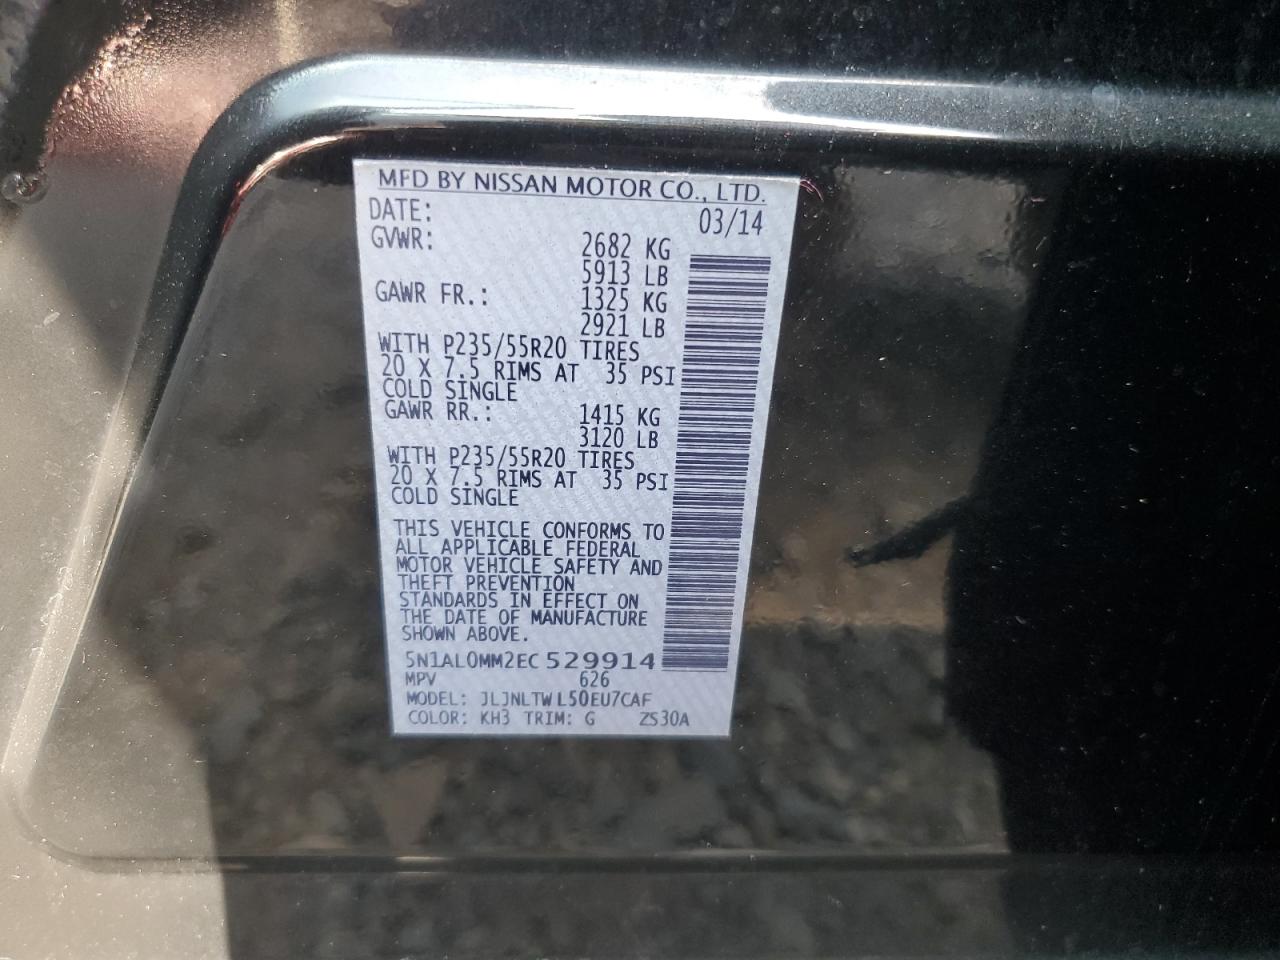 MFD BY NISSAN MOTOR CO., LTD.
DATE: 03/14
GVWR: 2682 KG
5913 LB
GAWR FR.: 1325 KG
2921 LB
WITH P235/55R20 TIRES
20 X 7.5 RIMS AT 35 PSI
COLD SINGLE
GAWR RR.: 1415 KG
3120 LB
WITH P235/55R20 TIRES
20 X 7.5 RIMS AT 35 PSI
COLD SINGLE
THIS VEHICLE CONFORMS TO
ALL APPLICABLE FEDERAL
MOTOR VEHICLE SAFETY AND
THEFT PREVENTION
STANDARDS IN EFFECT ON
THE DATE OF MANUFACTURE
SHOWN ABOVE.
5N1AL0MM2EC529914
MPV 626
MODEL: JLJNLTWL50EU7CAF
COLOR: KH3 TRIM: G ZS30A